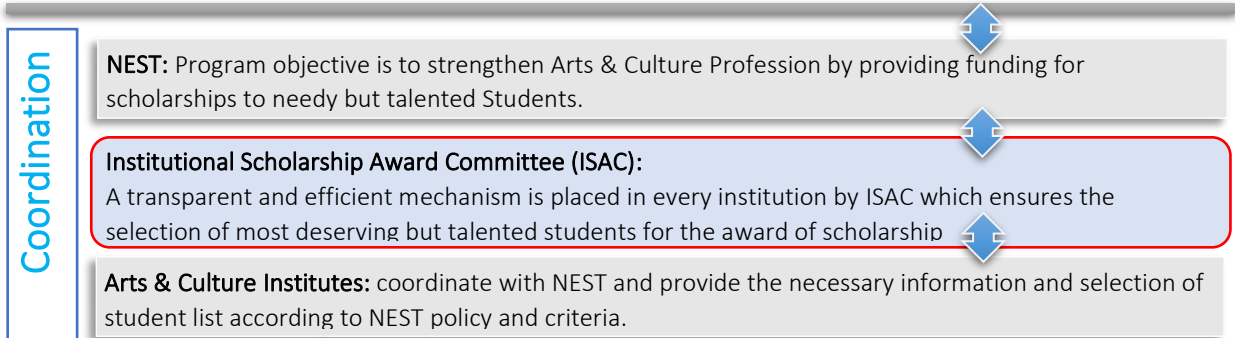 Coordination
NEST: Program objective is to strengthen Arts & Culture Profession by providing funding for
scholarships to needy but talented Students.
Institutional Scholarship Award Committee (ISAC):
A transparent and efficient mechanism is placed in every institution by ISAC which ensures the
selection of most deserving but talented students for the award of scholarship
Arts & Culture Institutes: coordinate with NEST and provide the necessary information and selection of
student list according to NEST policy and criteria.